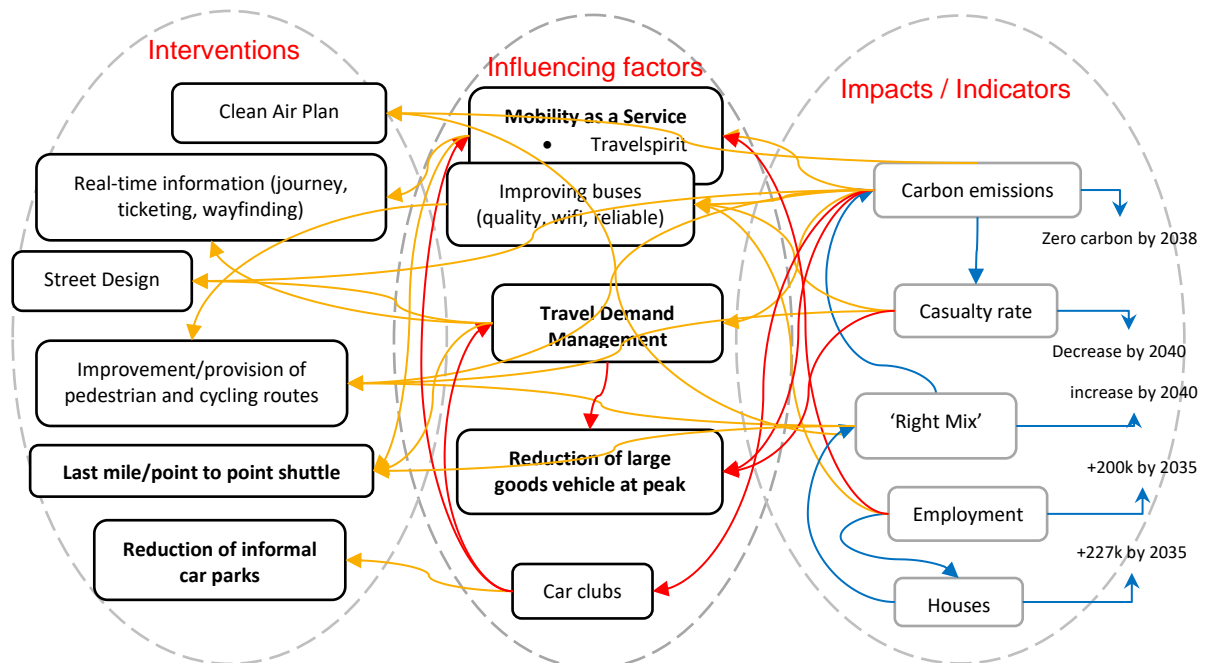 Interventions
Clean Air Plan
Real-time information (journey,
ticketing, wayfinding)
Street Design
Improvement/provision of
pedestrian and cycling routes
Last mile/point to point shuttle
Reduction of informal
car parks
Influencing factors
Mobility as a Service
• Travelspirit
Improving buses
(quality, wifi, reliable)
Travel Demand
Management
Reduction of large
goods vehicle at peak
Car clubs
Impacts / Indicators
Carbon emissions
Zero carbon by 2038
Casualty rate
Decrease by 2040
increase by 2040
‘Right Mix’
+200k by 2035
Employment
+227k by 2035
Houses